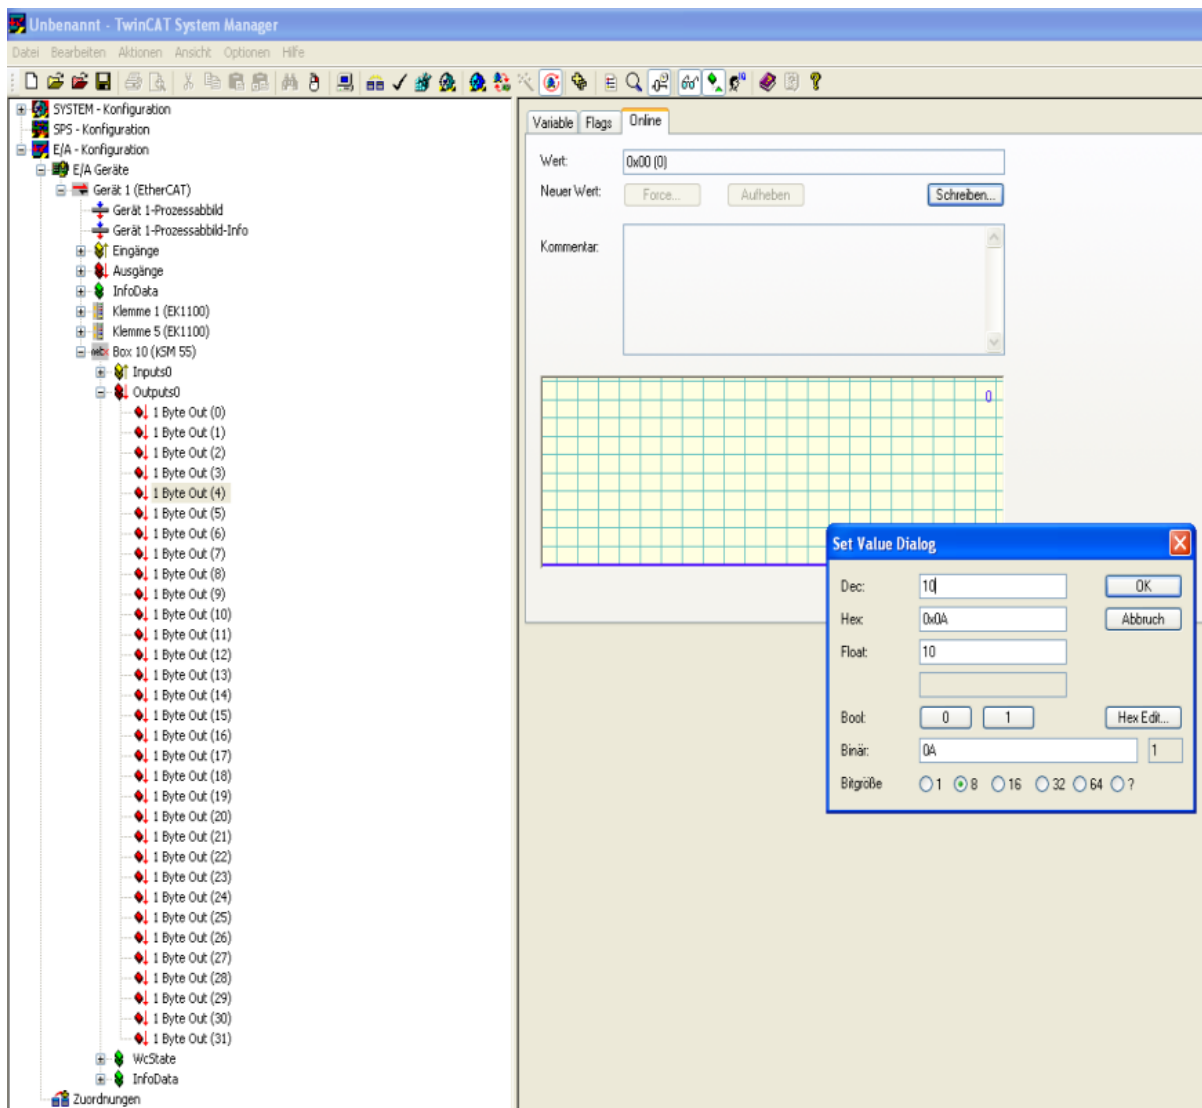 Unbenannt - TwinCAT System Manager
Datei Bearbeiten Aktionen Ansicht Optionen Hilfe
SYSTEM - Konfiguration
SPS - Konfiguration
E/A - Konfiguration
E/A Geräte
Gerät 1 (EtherCAT)
Gerät 1-Prozessabbild
Gerät 1-Prozessabbild-Info
Eingänge
Ausgänge
InfoData
Klemme 1 (EK1100)
Klemme 5 (EK1100)
Box 10 (KSM 55)
Inputs0
Outputs0
1 Byte Out (0)
1 Byte Out (1)
1 Byte Out (2)
1 Byte Out (3)
1 Byte Out (4)
1 Byte Out (5)
1 Byte Out (6)
1 Byte Out (7)
1 Byte Out (8)
1 Byte Out (9)
1 Byte Out (10)
1 Byte Out (11)
1 Byte Out (12)
1 Byte Out (13)
1 Byte Out (14)
1 Byte Out (15)
1 Byte Out (16)
1 Byte Out (17)
1 Byte Out (18)
1 Byte Out (19)
1 Byte Out (20)
1 Byte Out (21)
1 Byte Out (22)
1 Byte Out (23)
1 Byte Out (24)
1 Byte Out (25)
1 Byte Out (26)
1 Byte Out (27)
1 Byte Out (28)
1 Byte Out (29)
1 Byte Out (30)
1 Byte Out (31)
WcState
InfoData
Zuordnungen
Variable Flags Online
Wert: 0x00 (0)
Neuer Wert: Force... Aufheben Schreiben...
Kommentar:
0
Set Value Dialog
Dec: 10 OK
Hex: 0x0A Abbruch
Float: 10
Bool: 0 1 Hex Edit...
Binär: 0A 1
Bitgröße 1 8 16 32 64 ?